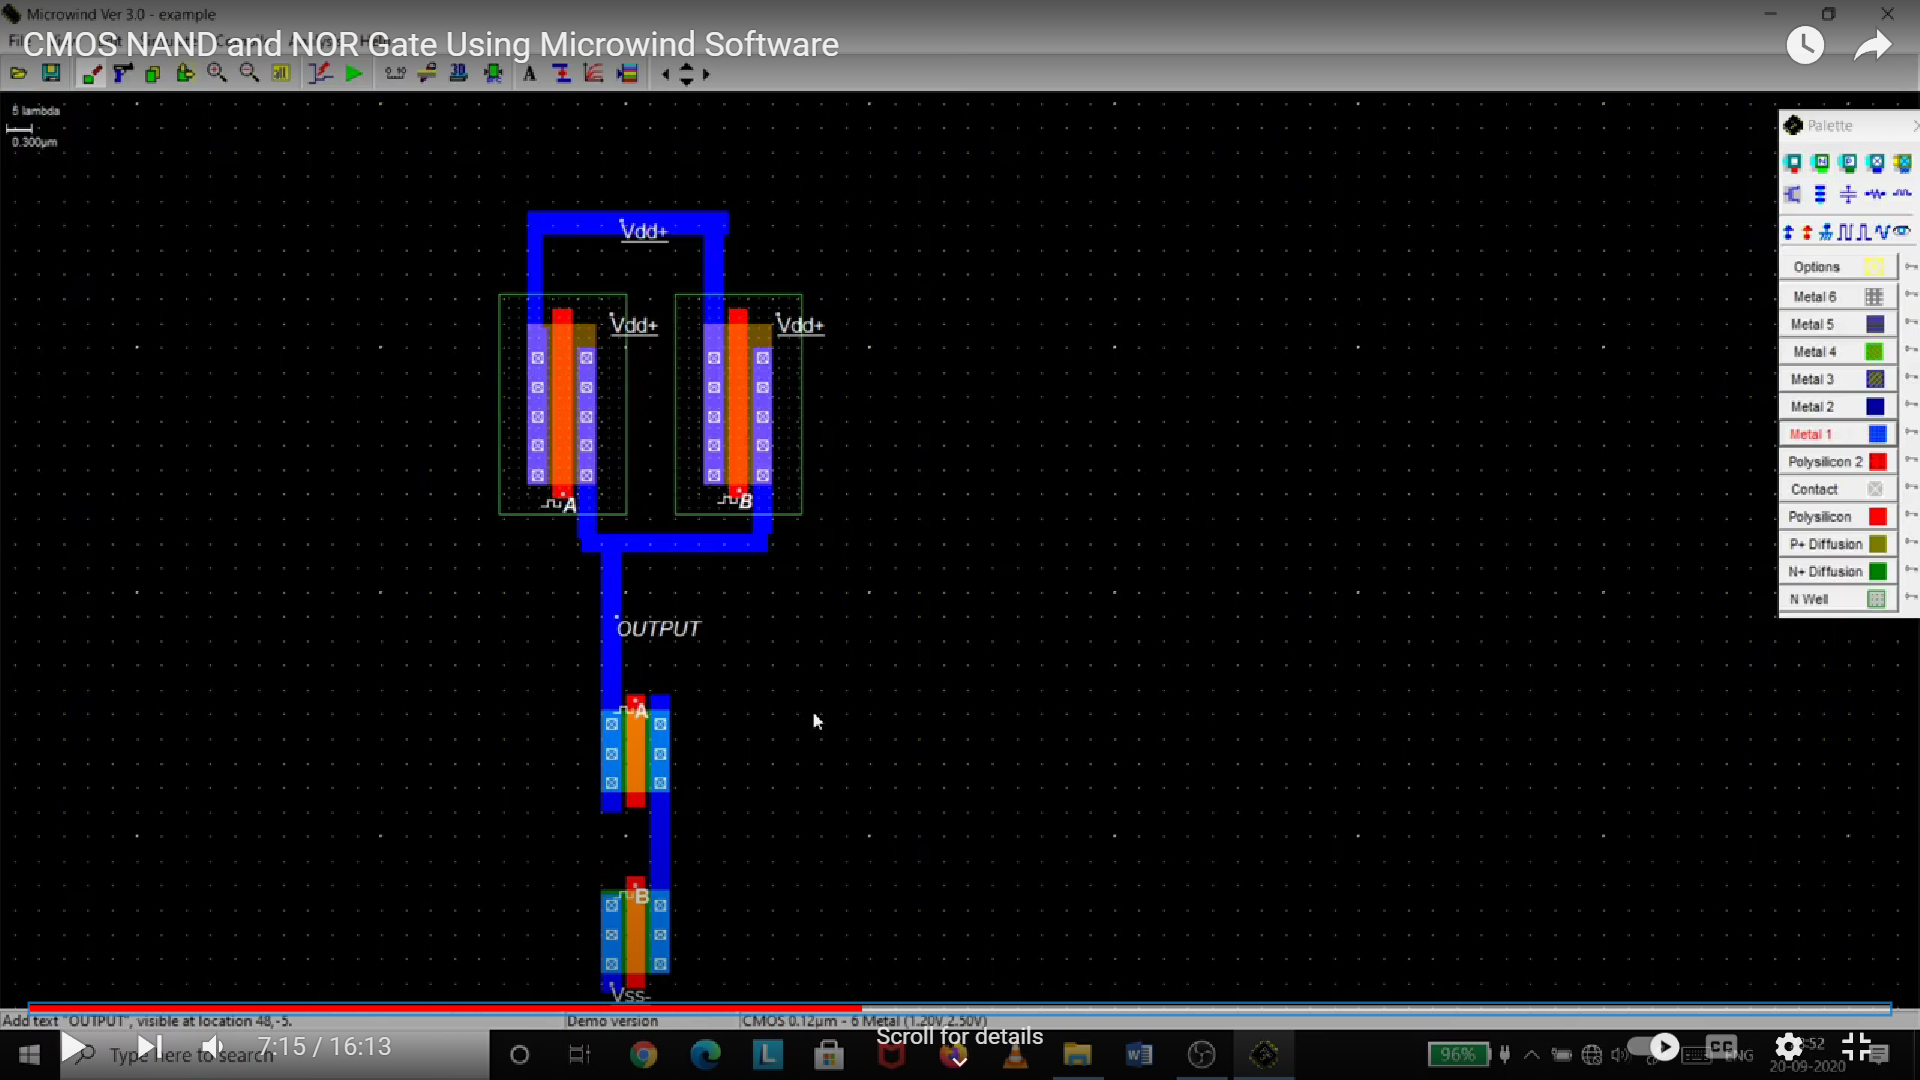 Microwind Ver 3.0 - example
CMOS NAND and NOR Gate Using Microwind Software
5 lambda
0.300µm
Palette
Options
Metal 6
Metal 5
Metal 4
Metal 3
Metal 2
Metal 1
Polysilicon 2
Contact
Polysilicon
P+ Diffusion
N+ Diffusion
N Well
Vdd+
Vdd+
Vdd+
A
B
OUTPUT
A
B
Vss-
Add text "OUTPUT", visible at location 48,-5.
Demo version
CMOS 0.12µm - 6 Metal (1.20V,2.50V)
Scroll for details
7:15 / 16:13
Type here to search
96%
CC
ENG
20-09-2020